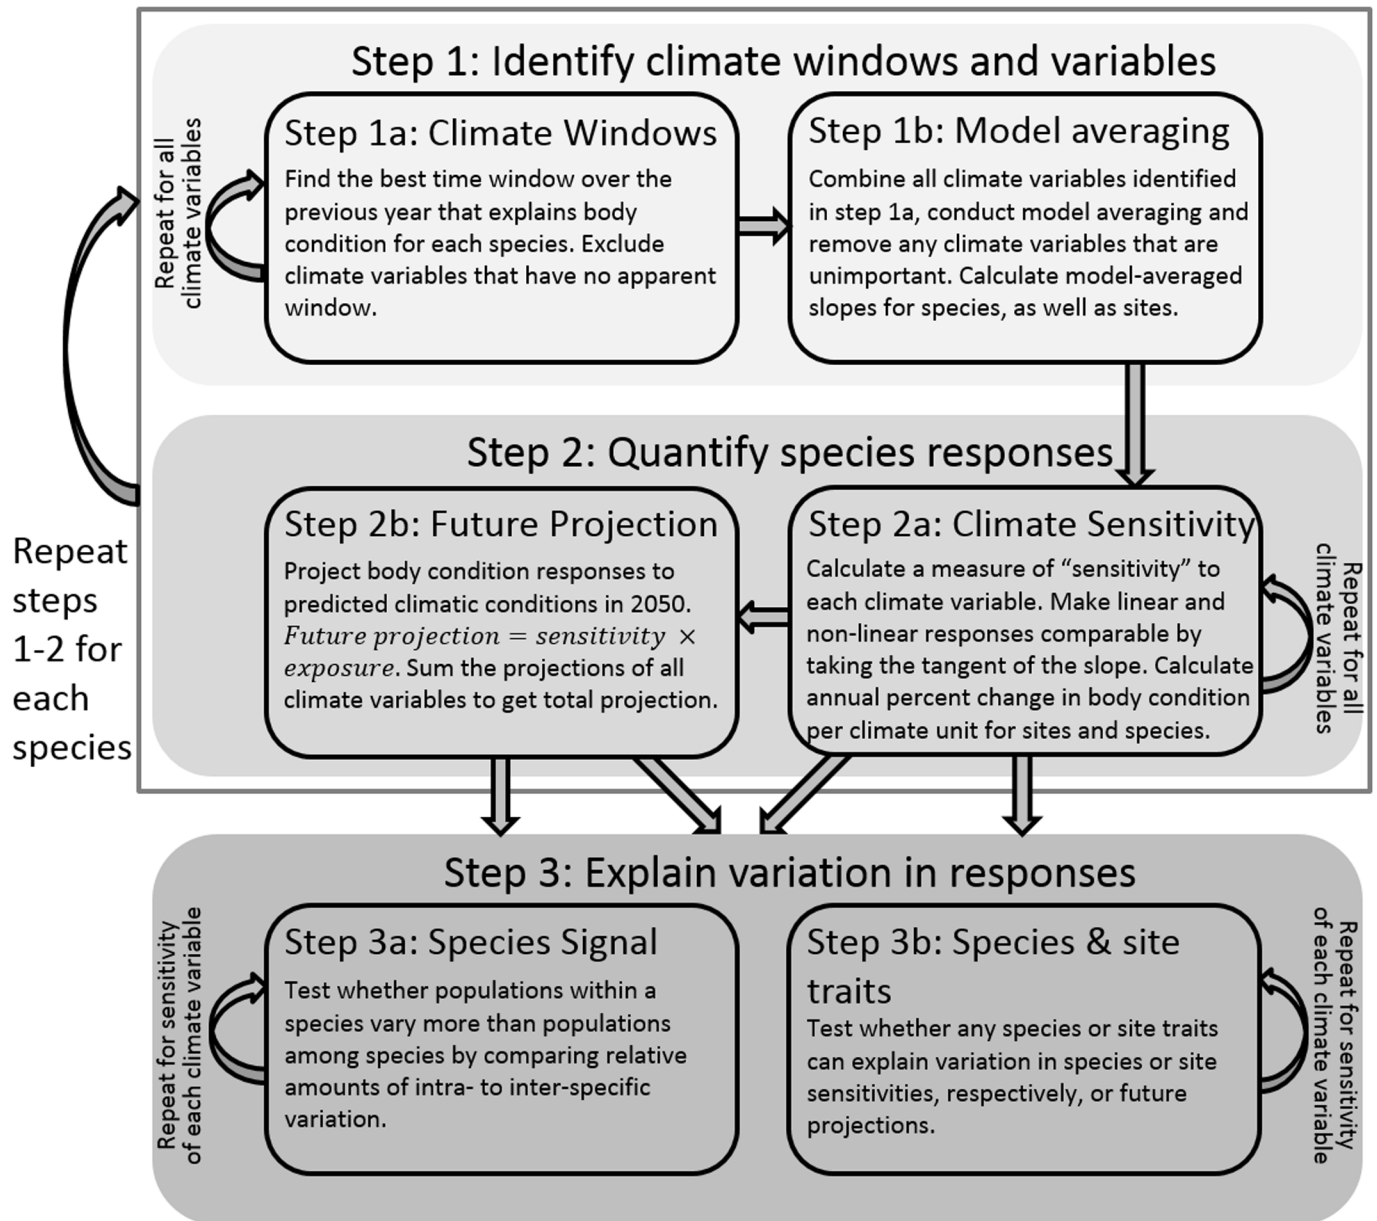 Step 1: Identify climate windows and variables
Repeat for all
climate variables
Step 1a: Climate Windows
Find the best time window over the
previous year that explains body
condition for each species. Exclude
climate variables that have no apparent
window.
Step 1b: Model averaging
Combine all climate variables identified
in step 1a, conduct model averaging and
remove any climate variables that are
unimportant. Calculate model-averaged
slopes for species, as well as sites.
Repeat
steps
1-2 for
each
species
Step 2: Quantify species responses
Step 2a: Climate Sensitivity
Calculate a measure of “sensitivity” to
each climate variable. Make linear and
non-linear responses comparable by
taking the tangent of the slope. Calculate
annual percent change in body condition
per climate unit for sites and species.
Repeat for all
climate variables
Step 2b: Future Projection
Project body condition responses to
predicted climatic conditions in 2050.
Future projection = sensitivity ×
exposure. Sum the projections of all
climate variables to get total projection.
Step 3: Explain variation in responses
Repeat for sensitivity
of each climate variable
Step 3a: Species Signal
Test whether populations within a
species vary more than populations
among species by comparing relative
amounts of intra- to inter-specific
variation.
Step 3b: Species & site
traits
Test whether any species or site traits
can explain variation in species or site
sensitivities, respectively, or future
projections.
Repeat for sensitivity
of each climate variable